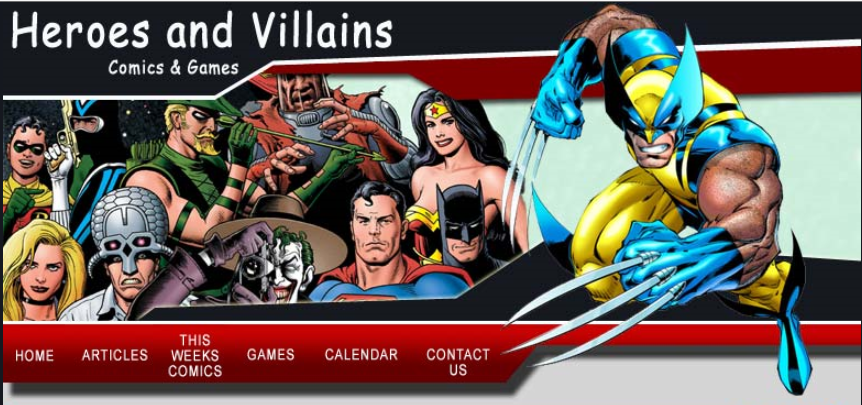 Heroes and Villains
Comics & Games
HOME
ARTICLES
THIS
WEEKS
COMICS
GAMES
CALENDAR
CONTACT
US